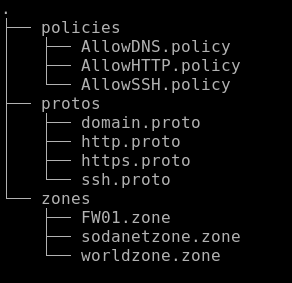 .
├── policies
│   ├── AllowDNS.policy
│   ├── AllowHTTP.policy
│   └── AllowSSH.policy
├── protos
│   ├── domain.proto
│   ├── http.proto
│   ├── https.proto
│   └── ssh.proto
└── zones
    ├── FW01.zone
    ├── sodanetzone.zone
    └── worldzone.zone